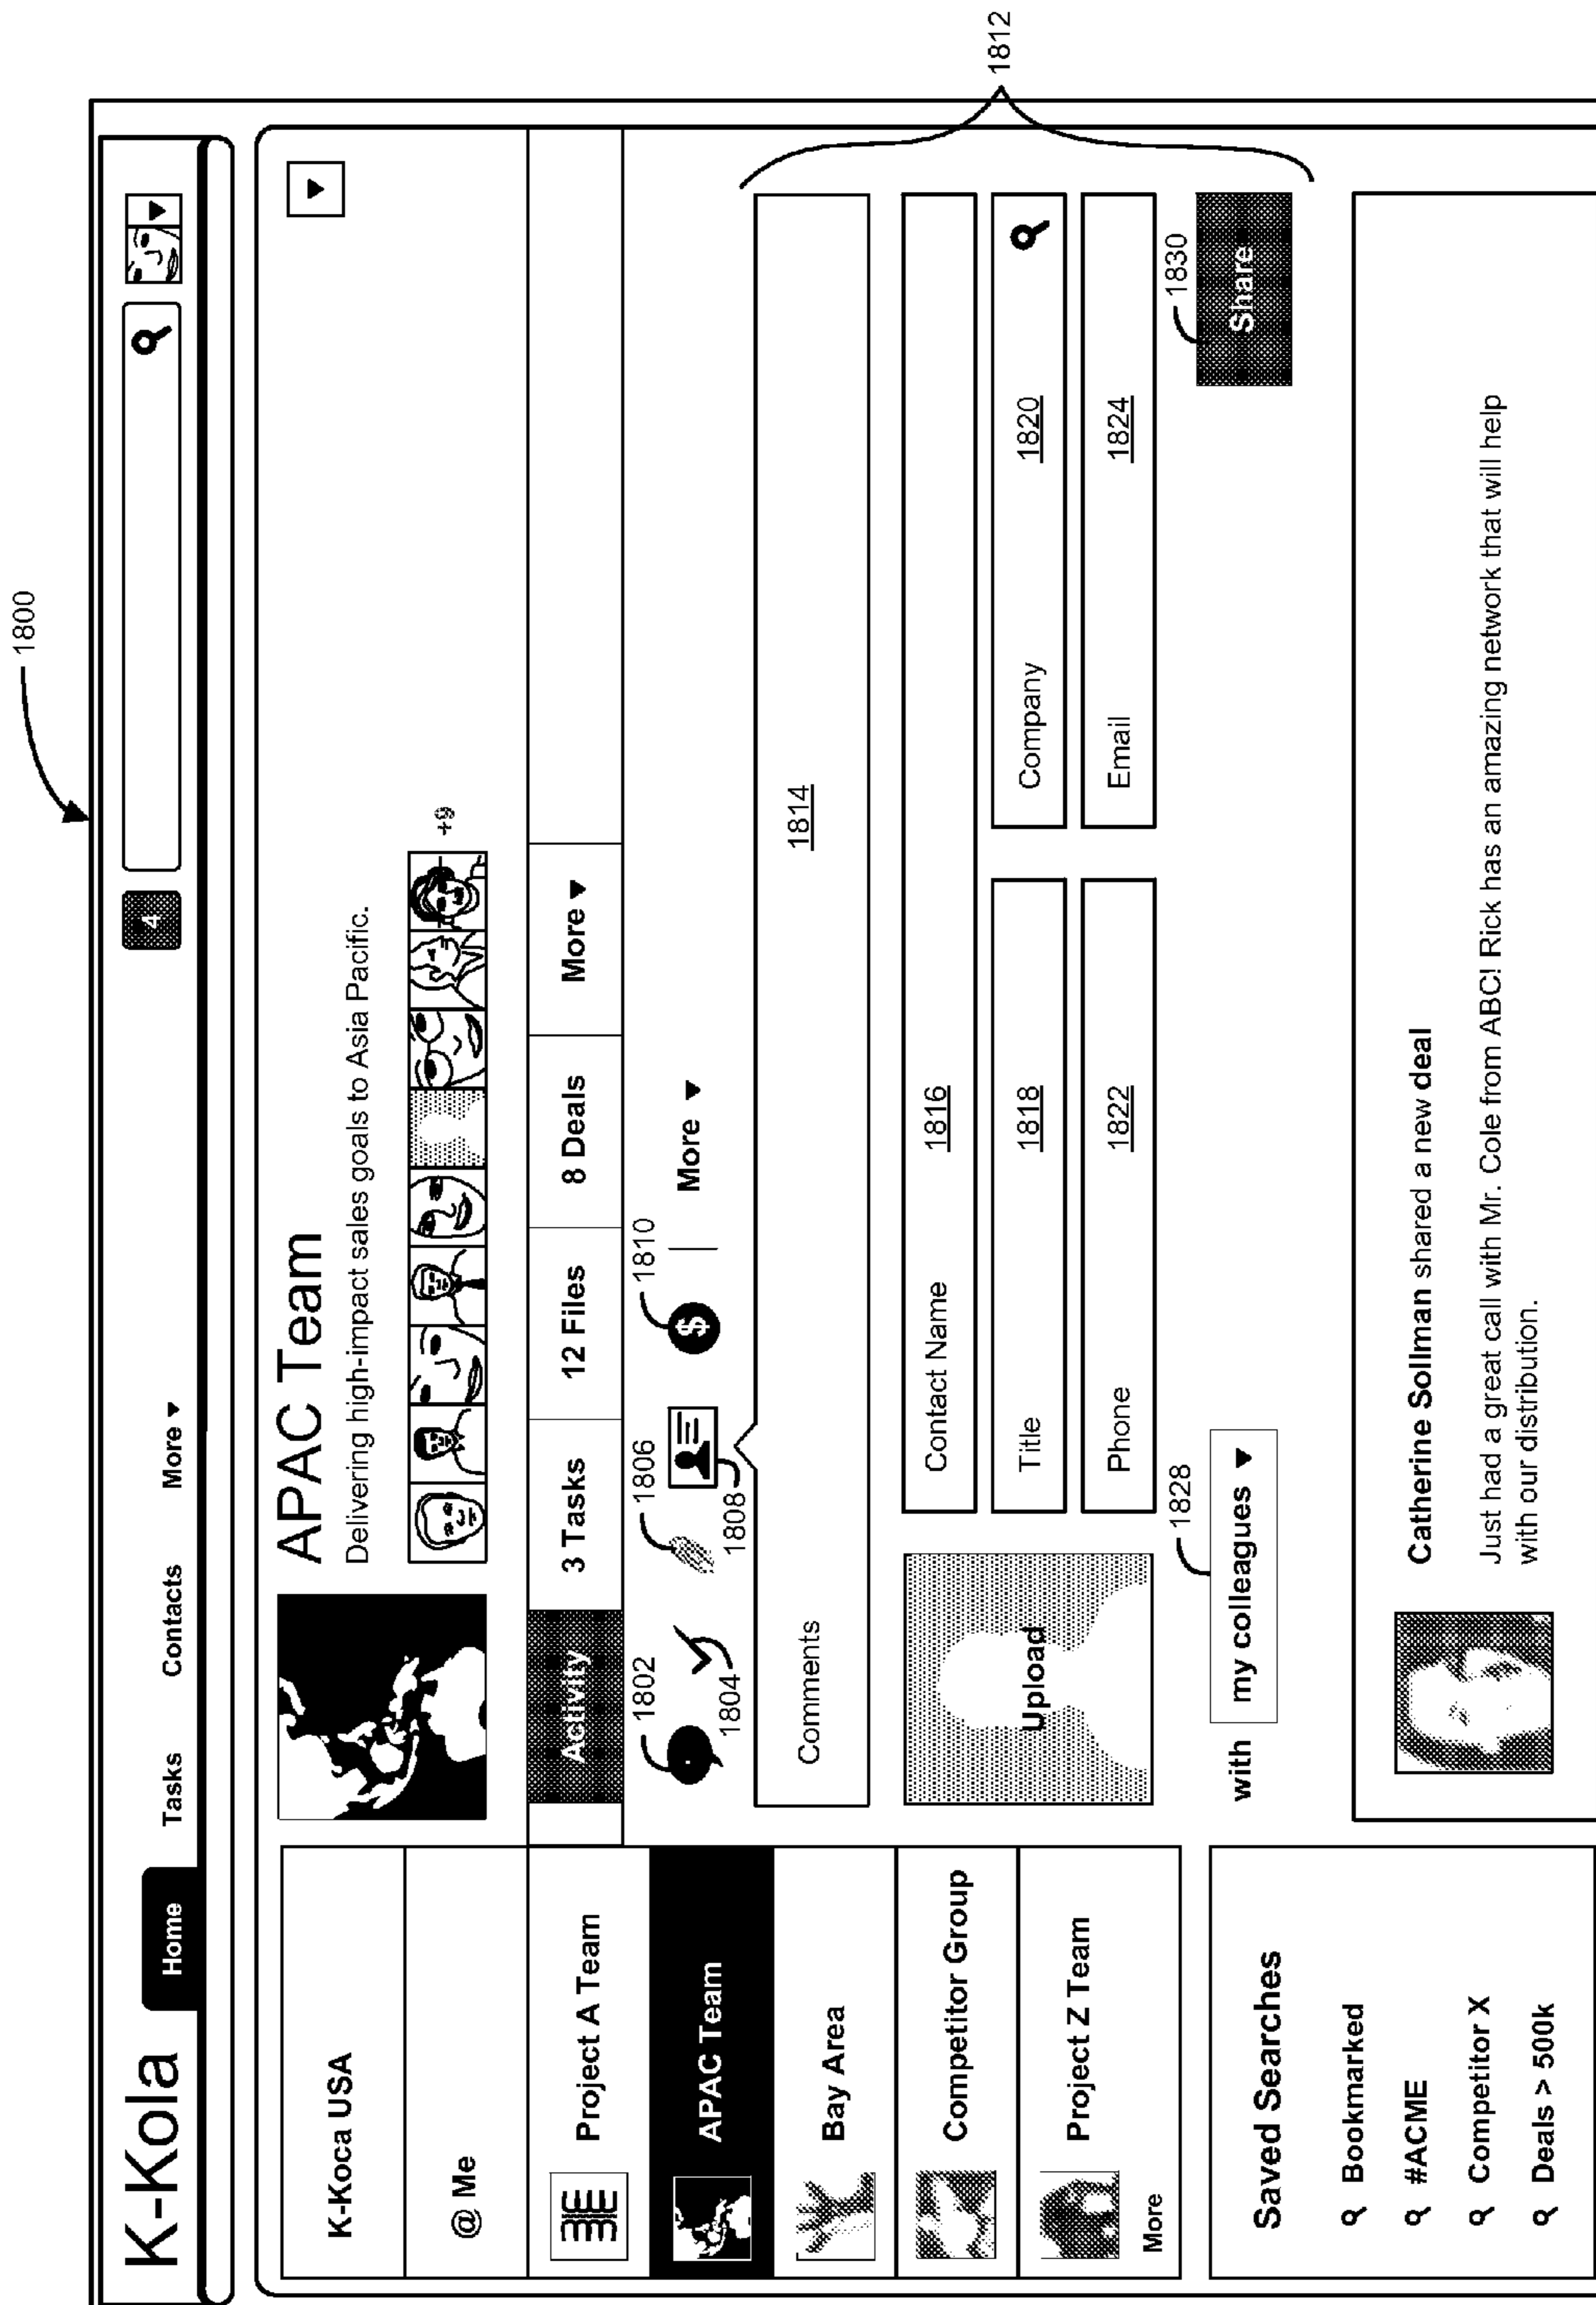 1800
K-Kola
Home
Tasks
Contacts
More
4
K-Koca USA
@ Me
Project A Team
APAC Team
Bay Area
Competitor Group
Project Z Team
More
Saved Searches
Bookmarked
#ACME
Competitor X
Deals > 500k
APAC Team
Delivering high-impact sales goals to Asia Pacific.
+9
Activity
3 Tasks
12 Files
8 Deals
More
1802
1804
1806
1808
1810
More
1812
Comments
1814
Upload
Contact Name
1816
Title
1818
Company
1820
Phone
1822
Email
1824
with
my colleagues
1828
1830
Share
Catherine Sollman shared a new deal
Just had a great call with Mr. Cole from ABC! Rick has an amazing network that will help
with our distribution.